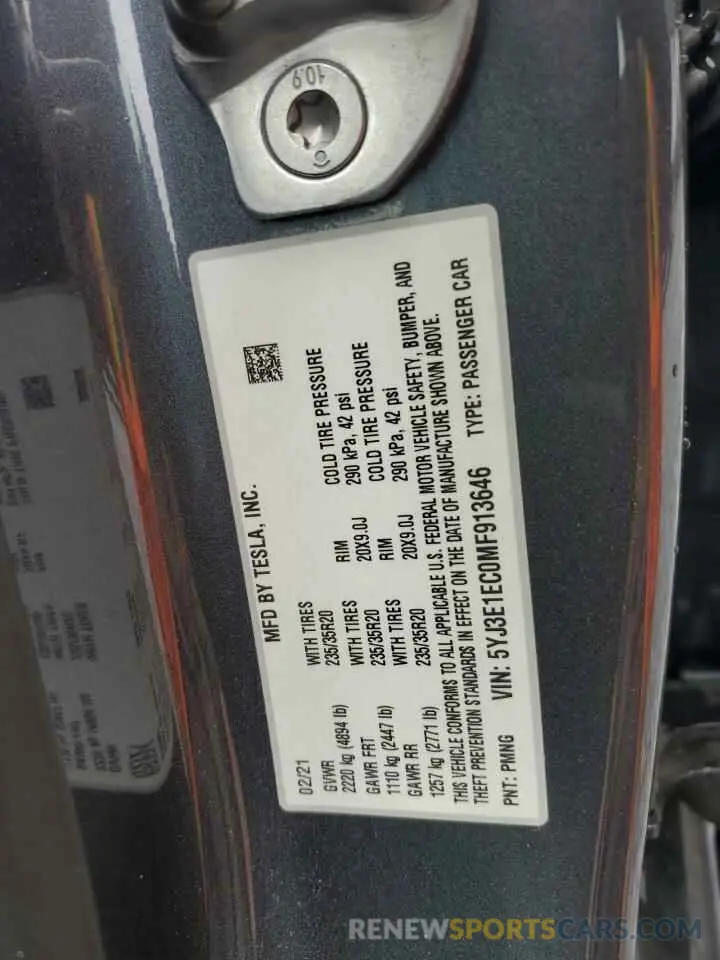 10.9
MFD BY TESLA, INC.
02/21
GVWR WITH TIRES RIM COLD TIRE PRESSURE
2220 kg (4894 lb) 235/35R20 20X9.0J 290 kPa, 42 psi
GAWR FRT WITH TIRES RIM COLD TIRE PRESSURE
1110 kg (2447 lb) 235/35R20 20X9.0J 290 kPa, 42 psi
GAWR RR WITH TIRES
1257 kg (2771 lb) 235/35R20
THIS VEHICLE CONFORMS TO ALL APPLICABLE U.S. FEDERAL MOTOR VEHICLE SAFETY, BUMPER, AND
THEFT PREVENTION STANDARDS IN EFFECT ON THE DATE OF MANUFACTURE SHOWN ABOVE.
PNT: PMNG VIN: 5YJ3E1EC0MF913646 TYPE: PASSENGER CAR
RENEWSPORTSCARS.COM